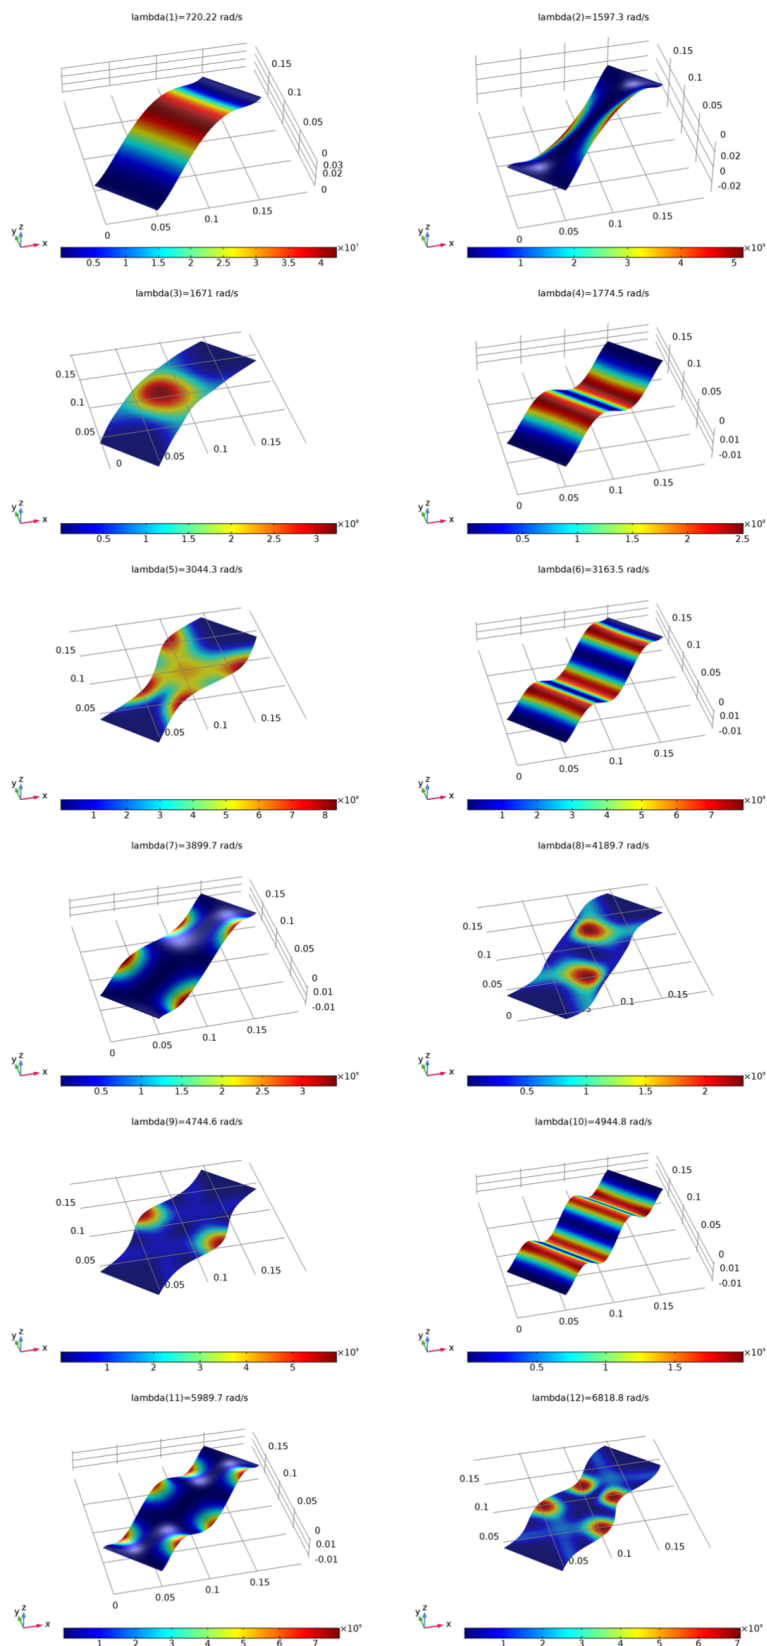 lambda(1)=720.22 rad/s
0.15
0.1
0.05
0
0.03
0.02
0
0 0.05 0.1 0.15
y z x
0.5 1 1.5 2 2.5 3 3.5 4 ×10⁷
lambda(2)=1597.3 rad/s
0.15
0.1
0.05
0
0.02
0
-0.02
0 0.05 0.1 0.15
y z x
1 2 3 4 5
lambda(3)=1671 rad/s
0.15
0.1
0.05
0 0.05 0.1 0.15
y z x
0.5 1 1.5 2 2.5 3 ×10⁸
lambda(4)=1774.5 rad/s
0.15
0.1
0.05
0
0.01
-0.01
0 0.05 0.1 0.15
y z x
0.5 1 1.5 2 2.5 ×10⁸
lambda(5)=3044.3 rad/s
0.15
0.1
0.05
0.05 0.1 0.15
y z x
1 2 3 4 5 6 7 8 ×10⁸
lambda(6)=3163.5 rad/s
0.15
0.1
0.05
0
0.01
-0.01
0 0.05 0.1 0.15
y z x
1 2 3 4 5 6 7 ×10⁸
lambda(7)=3899.7 rad/s
0.15
0.1
0.05
0
0.01
-0.01
0 0.05 0.1 0.15
y z x
0.5 1 1.5 2 2.5 3 ×10⁹
lambda(8)=4189.7 rad/s
0.15
0.1
0.05
0 0.1 0.15
y z x
0.5 1 1.5 2 ×10⁹
lambda(9)=4744.6 rad/s
0.15
0.1
0.05
0.05 0.1 0.15
y z x
1 2 3 4 5 ×10⁹
lambda(10)=4944.8 rad/s
0.15
0.1
0.05
0
0.01
-0.01
0 0.05 0.1 0.15
y z x
0.5 1 1.5 ×10⁹
lambda(11)=5989.7 rad/s
0.15
0.1
0.05
0
0.01
-0.01
0 0.05 0.1 0.15
y z x
1 2 3 4 5 6 7 ×10⁹
lambda(12)=6818.8 rad/s
0.15
0.1
0.05
0.05 0.1 0.15
y z x
1 2 3 4 5 6 7 ×10⁹